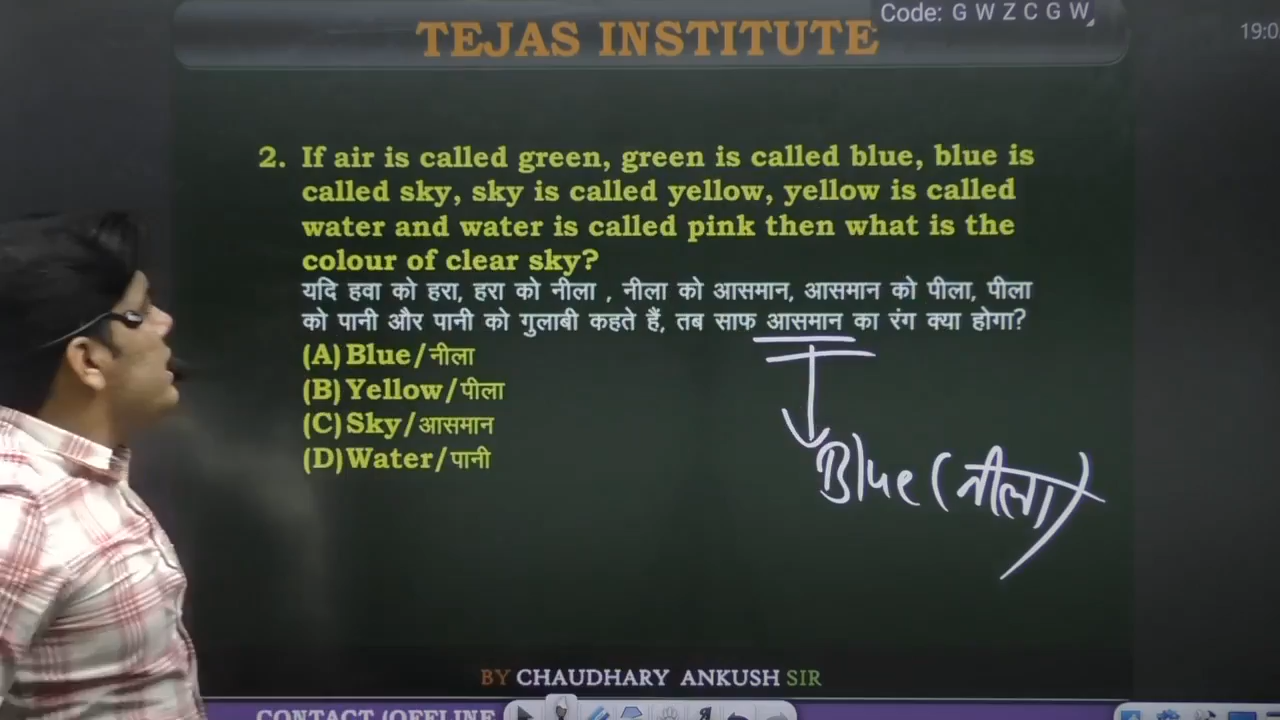 Code: G W Z C G W
TEJAS INSTITUTE
19:0
2. If air is called green, green is called blue, blue is
called sky, sky is called yellow, yellow is called
water and water is called pink then what is the
colour of clear sky?
यदि हवा को हरा, हरा को नीला , नीला को आसमान, आसमान को पीला, पीला
को पानी और पानी को गुलाबी कहते हैं, तब साफ आसमान का रंग क्या होगा?
(A) Blue/नीला
(B) Yellow/पीला
(C) Sky/आसमान
(D) Water/पानी
Blue (नीला)
BY CHAUDHARY ANKUSH SIR
CONTACT /OFFLINE